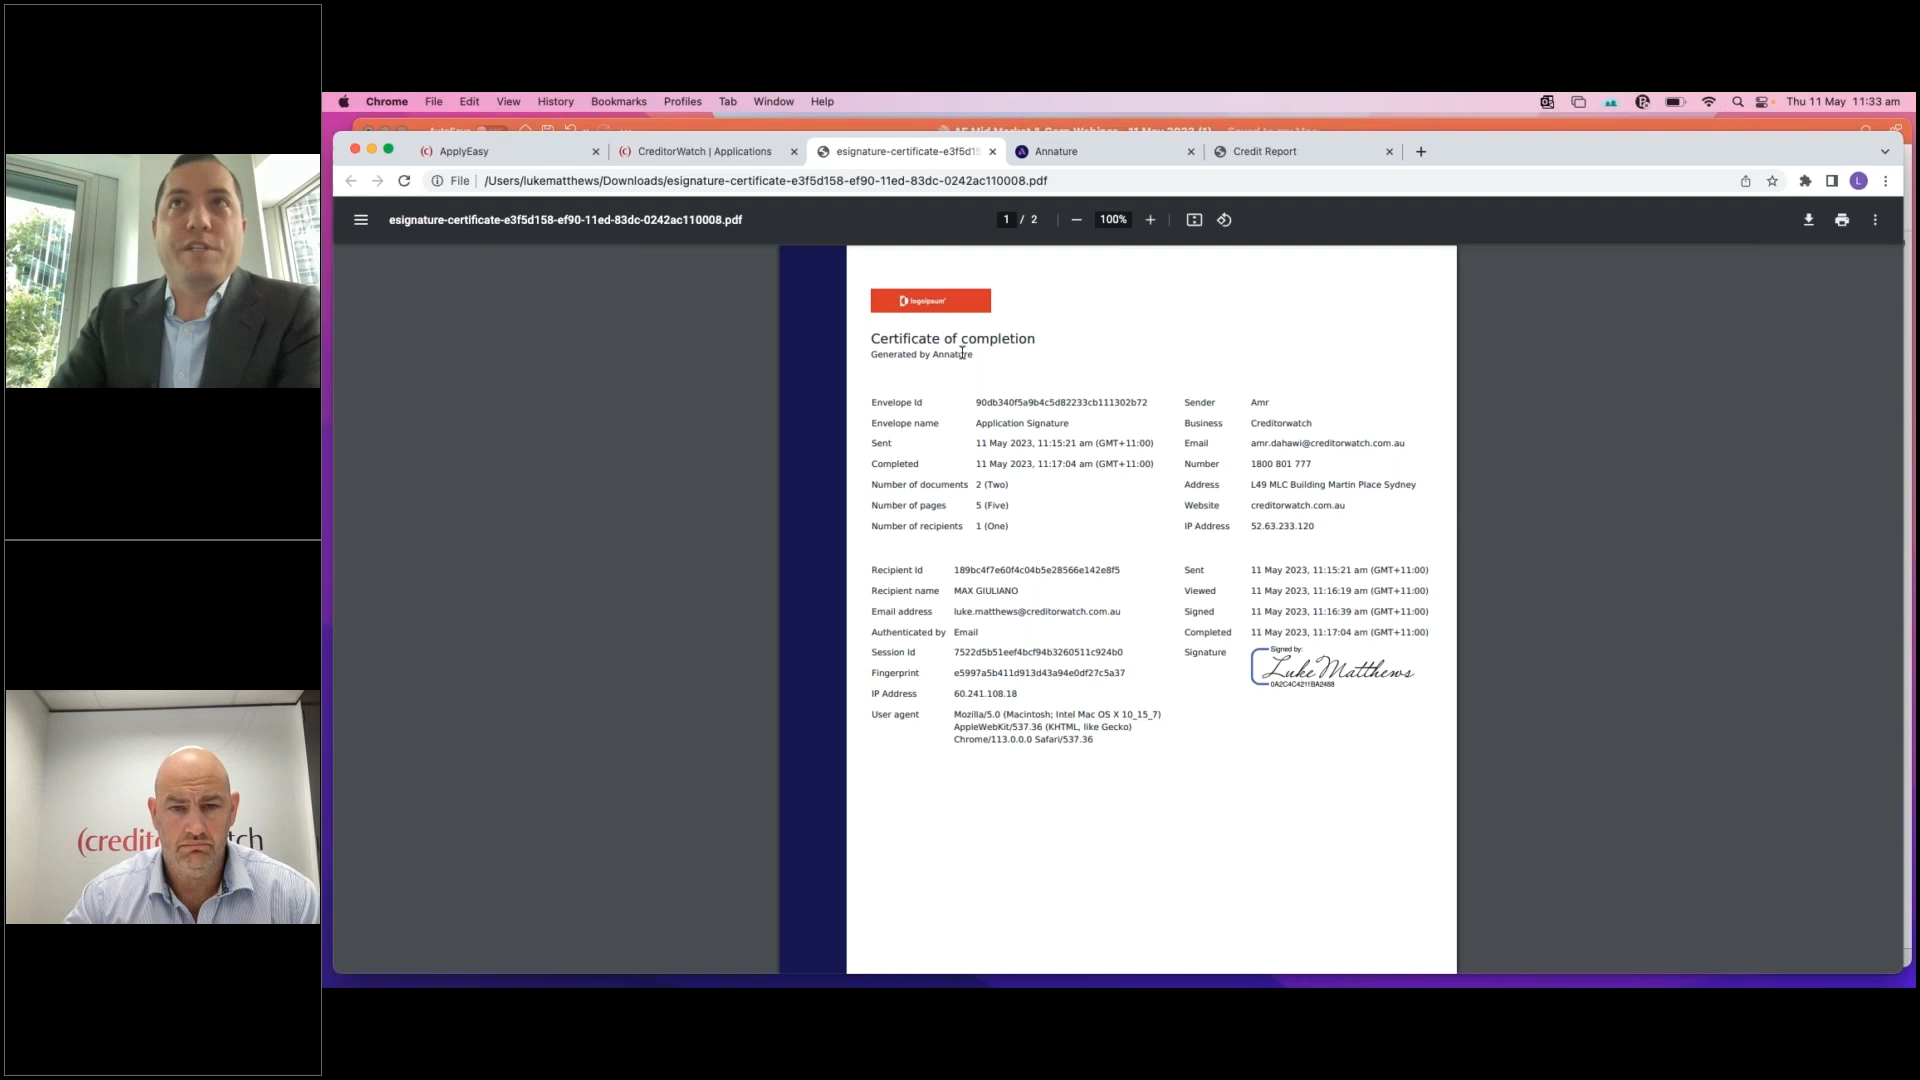 Chrome File Edit View History Bookmarks Profiles Tab Window Help
Thu 11 May 11:33 am
ApplyEasy
CreditorWatch | Applications
esignature-certificate-e3f5d15
Annature
Credit Report
File
/Users/lukematthews/Downloads/esignature-certificate-e3f5d158-ef90-11ed-83dc-0242ac110008.pdf
L
esignature-certificate-e3f5d158-ef90-11ed-83dc-0242ac110008.pdf
1 / 2
100%
logoipsum
Certificate of completion
Generated by Annature
Envelope Id 90db340f5a9b4c5d82233cb111302b72
Envelope name Application Signature
Sent 11 May 2023, 11:15:21 am (GMT+11:00)
Completed 11 May 2023, 11:17:04 am (GMT+11:00)
Number of documents 2 (Two)
Number of pages 5 (Five)
Number of recipients 1 (One)
Sender Amr
Business Creditorwatch
Email amr.dahawi@creditorwatch.com.au
Number 1800 801 777
Address L49 MLC Building Martin Place Sydney
Website creditorwatch.com.au
IP Address 52.63.233.120
Recipient Id 189bc4f7e60f4c04b5e28566e142e8f5
Recipient name MAX GIULIANO
Email address luke.matthews@creditorwatch.com.au
Authenticated by Email
Session Id 7522d5b51eef4bcf94b3260511c924b0
Fingerprint e5997a5b411d913d43a94e0df27c5a37
IP Address 60.241.108.18
User agent Mozilla/5.0 (Macintosh; Intel Mac OS X 10_15_7)
AppleWebKit/537.36 (KHTML, like Gecko)
Chrome/113.0.0.0 Safari/537.36
Sent 11 May 2023, 11:15:21 am (GMT+11:00)
Viewed 11 May 2023, 11:16:19 am (GMT+11:00)
Signed 11 May 2023, 11:16:39 am (GMT+11:00)
Completed 11 May 2023, 11:17:04 am (GMT+11:00)
Signature
Signed by:
Luke Matthews
0A2C4C4211BA2488
(credit
tch